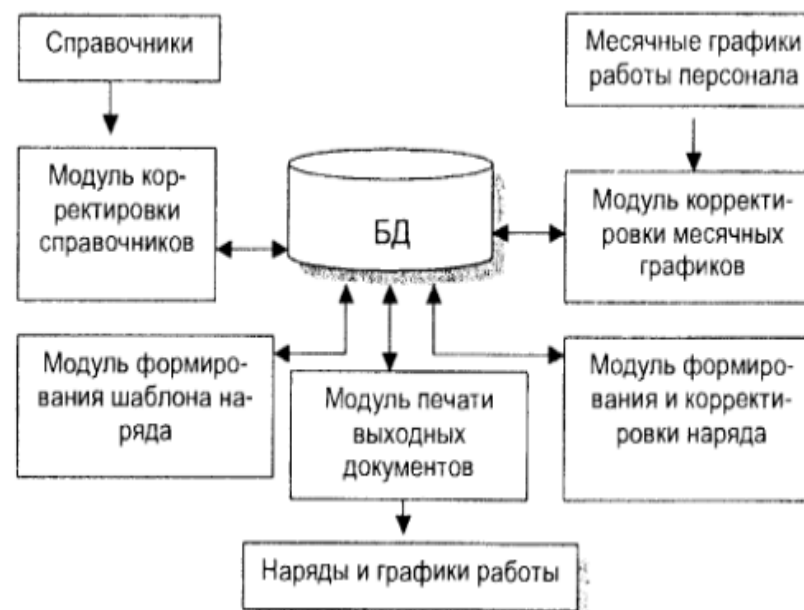 Справочники
Месячные графики
работы персонала
Модуль кор-
ректировки
справочников
БД
Модуль корректи-
ровки месячных
графиков
Модуль формиро-
вания шаблона на-
ряда
Модуль печати
выходных
документов
Модуль формиро-
вания и корректи-
ровки наряда
Наряды и графики работы